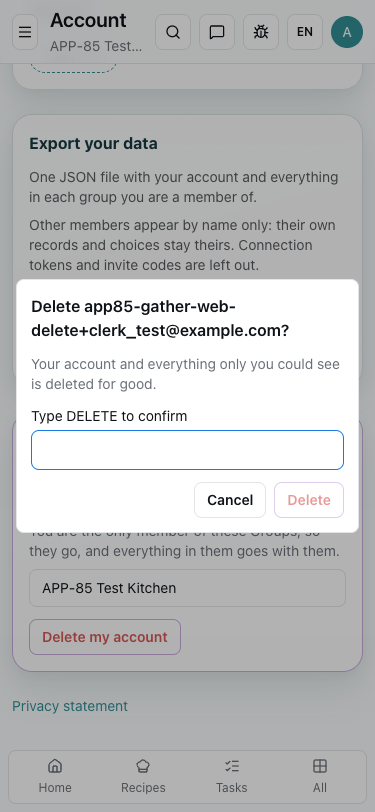 Account
APP-85 Test...
EN
A
Export your data
One JSON file with your account and everything
in each group you are a member of.
Other members appear by name only: their own
records and choices stay theirs. Connection
tokens and invite codes are left out.
Delete app85-gather-web-
delete+clerk_test@example.com?
Your account and everything only you could see
is deleted for good.
Type DELETE to confirm
Cancel
Delete
You are the only member of these Groups, so
they go, and everything in them goes with them.
APP-85 Test Kitchen
Delete my account
Privacy statement
Home
Recipes
Tasks
All